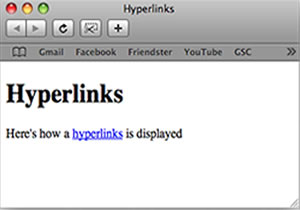 Hyperlinks
Gmail Facebook Friendster YouTube GSC
Hyperlinks
Here's how a hyperlinks is displayed